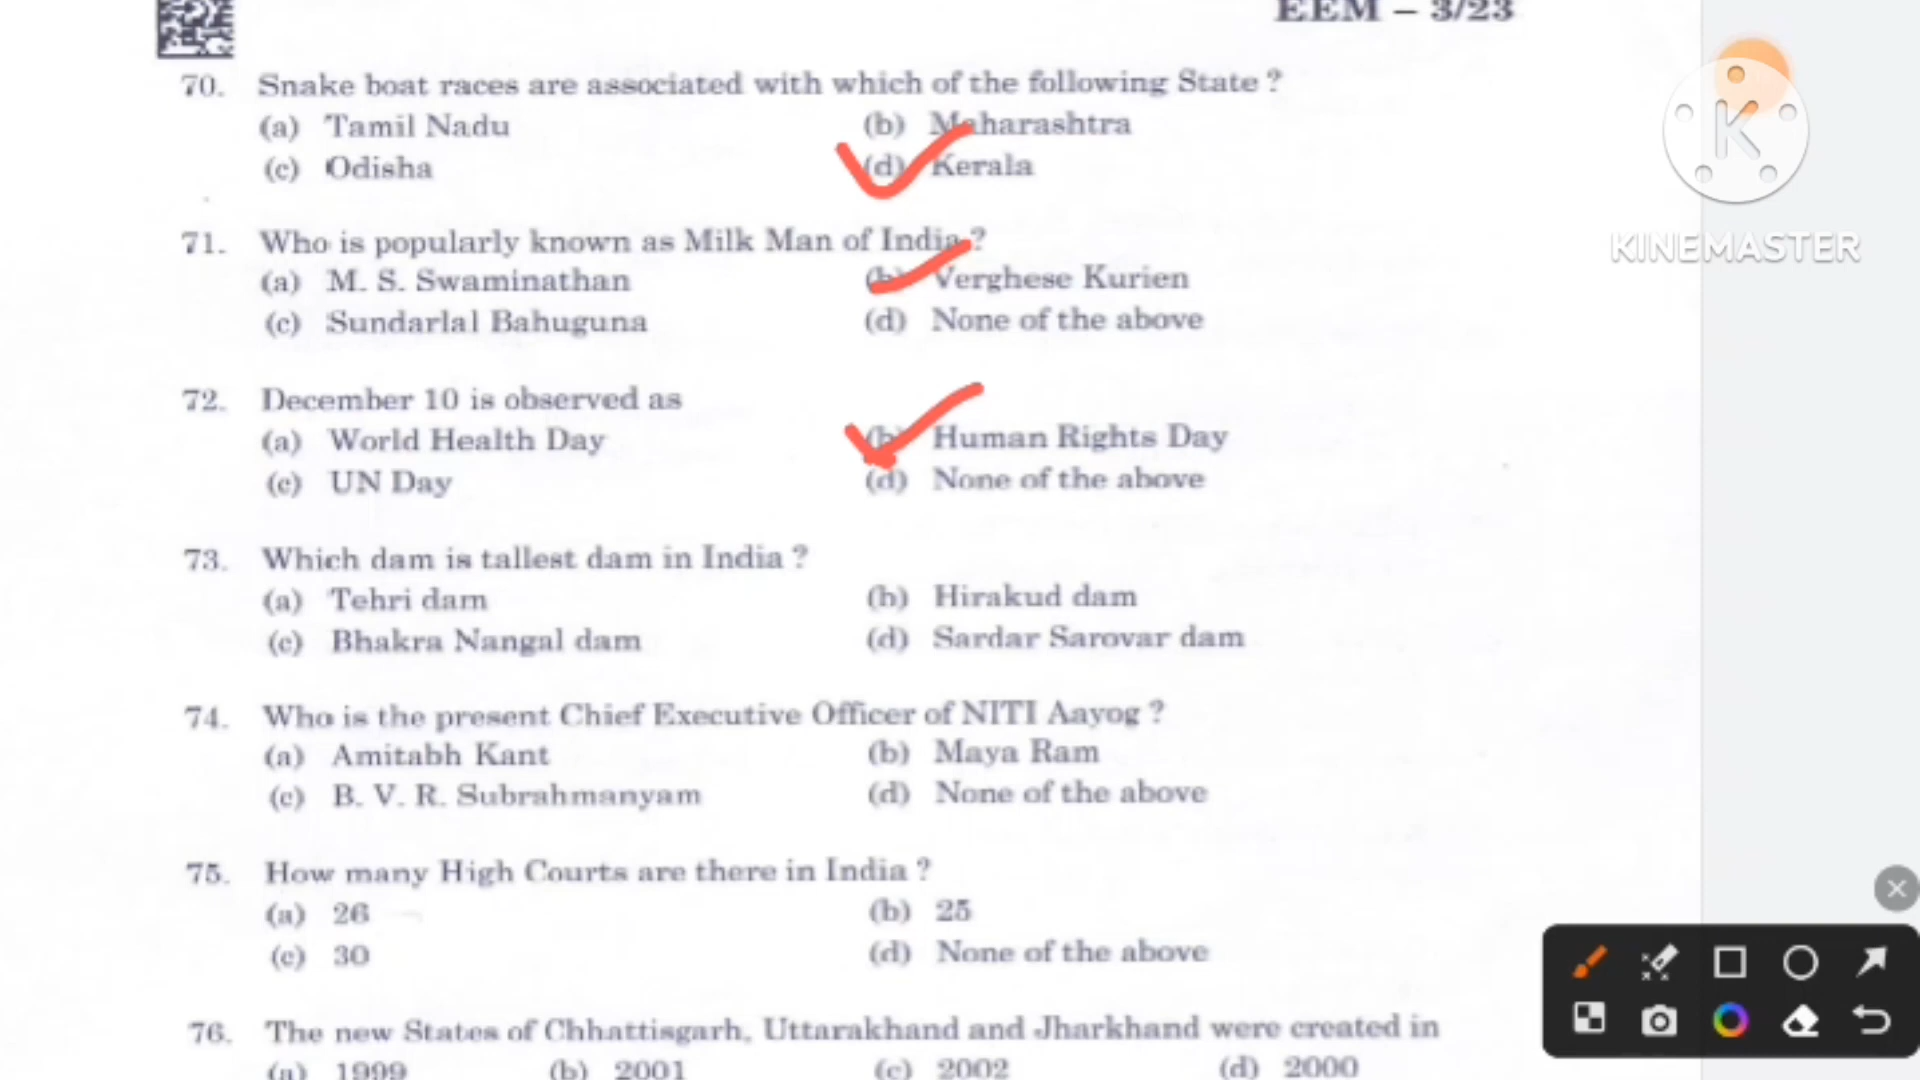 EEM – 3/23
70. Snake boat races are associated with which of the following State ?
(a) Tamil Nadu (b) Maharashtra
(c) Odisha (d) Kerala
71. Who is popularly known as Milk Man of India ?
(a) M. S. Swaminathan (b) Verghese Kurien
(c) Sundarlal Bahuguna (d) None of the above
72. December 10 is observed as
(a) World Health Day (b) Human Rights Day
(c) UN Day (d) None of the above
73. Which dam is tallest dam in India ?
(a) Tehri dam (b) Hirakud dam
(c) Bhakra Nangal dam (d) Sardar Sarovar dam
74. Who is the present Chief Executive Officer of NITI Aayog ?
(a) Amitabh Kant (b) Maya Ram
(c) B. V. R. Subrahmanyam (d) None of the above
75. How many High Courts are there in India ?
(a) 26 (b) 25
(c) 30 (d) None of the above
76. The new States of Chhattisgarh, Uttarakhand and Jharkhand were created in
(a) 1999 (b) 2001 (c) 2002 (d) 2000
K
KINEMASTER